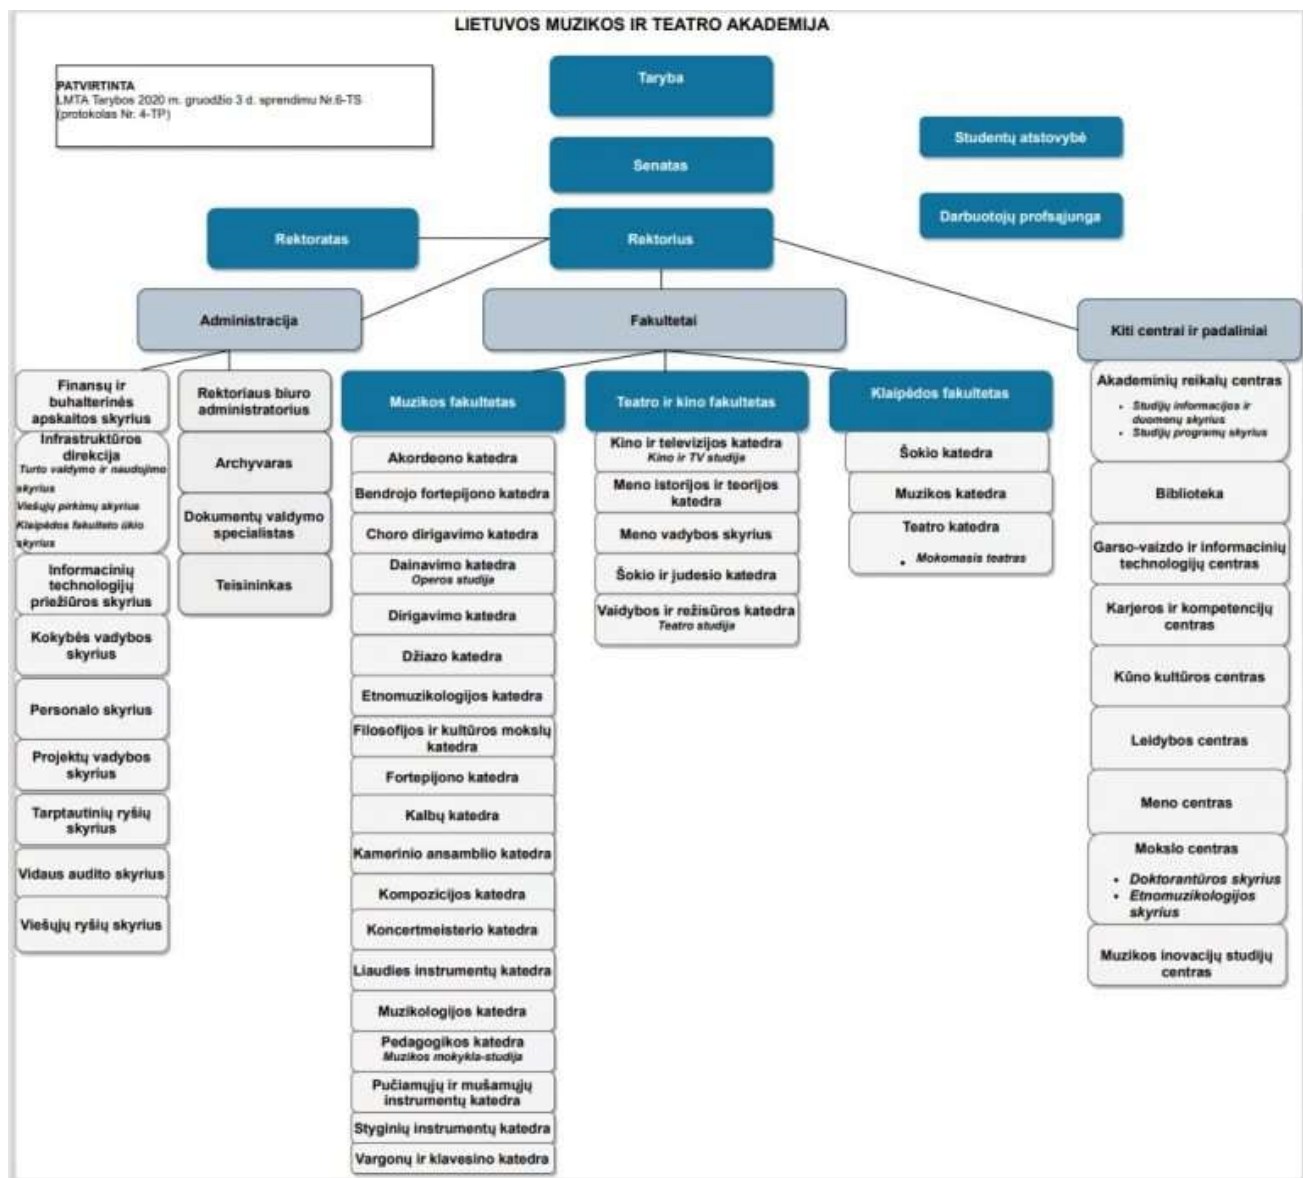 LIETUVOS MUZIKOS IR TEATRO AKADEMIJA
PATVIRTINTA
LMTA Tarybos 2020 m. gruodžio 3 d. sprendimu Nr.6-TS
(protokolas Nr. 4-TP)
Taryba
Senatas
Studentų atstovybė
Darbuotojų profsąjunga
Rektoratas
Rektorius
Administracija
Fakultetai
Kiti centrai ir padaliniai
Finansų ir
buhalterinės
apskaitos skyrius
Infrastruktūros
direkcija
Turto valdymo ir naudojimo
skyrius
Viešųjų pirkimų skyrius
Klaipėdos fakulteto ūkio
skyrius
Informacinių
technologijų
priežiūros skyrius
Kokybės vadybos
skyrius
Personalo skyrius
Projektų vadybos
skyrius
Tarptautinių ryšių
skyrius
Vidaus audito skyrius
Viešųjų ryšių skyrius
Rektoriaus biuro
administratorius
Archyvaras
Dokumentų valdymo
specialistas
Teisininkas
Muzikos fakultetas
Akordeono katedra
Bendrojo fortepijono katedra
Choro dirigavimo katedra
Dainavimo katedra
Operos studija
Dirigavimo katedra
Džiazo katedra
Etnomuzikologijos katedra
Filosofijos ir kultūros mokslų
katedra
Fortepijono katedra
Kalbų katedra
Kamerinio ansamblio katedra
Kompozicijos katedra
Koncertmeisterio katedra
Liaudies instrumentų katedra
Muzikologijos katedra
Pedagogikos katedra
Muzikos mokykla-studija
Pučiamųjų ir mušamųjų
instrumentų katedra
Styginių instrumentų katedra
Vargonų ir klavesino katedra
Teatro ir kino fakultetas
Kino ir televizijos katedra
Kino ir TV studija
Meno istorijos ir teorijos
katedra
Meno vadybos skyrius
Šokio ir judesio katedra
Vaidybos ir režisūros katedra
Teatro studija
Klaipėdos fakultetas
Šokio katedra
Muzikos katedra
Teatro katedra
• Mokomasis teatras
Akademinių reikalų centras
• Studijų informacijos ir
duomenų skyrius
• Studijų programų skyrius
Biblioteka
Garso-vaizdo ir informacinių
technologijų centras
Karjeros ir kompetencijų
centras
Kūno kultūros centras
Leidybos centras
Meno centras
Mokslo centras
• Doktorantūros skyrius
• Etnomuzikologijos
skyrius
Muzikos inovacijų studijų
centras